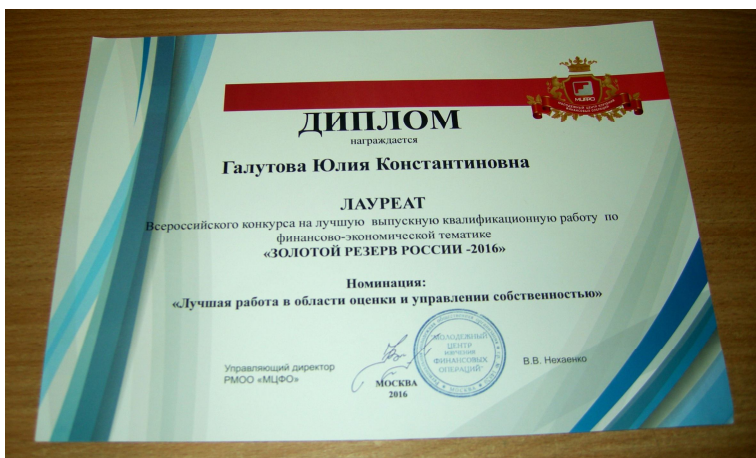 МЦФО
ДИПЛОМ
награждается
Галутова Юлия Константиновна
ЛАУРЕАТ
Всероссийского конкурса на лучшую выпускную квалификационную работу по
финансово-экономической тематике
«ЗОЛОТОЙ РЕЗЕРВ РОССИИ -2016»
Номинация:
«Лучшая работа в области оценки и управлении собственностью»
МОЛОДЕЖНЫЙ
ЦЕНТР
ИЗУЧЕНИЯ
ФИНАНСОВЫХ
ОПЕРАЦИЙ"
Управляющий директор
РМОО «МЦФО»
В.В. Нехаенко
МОСКВА
2016